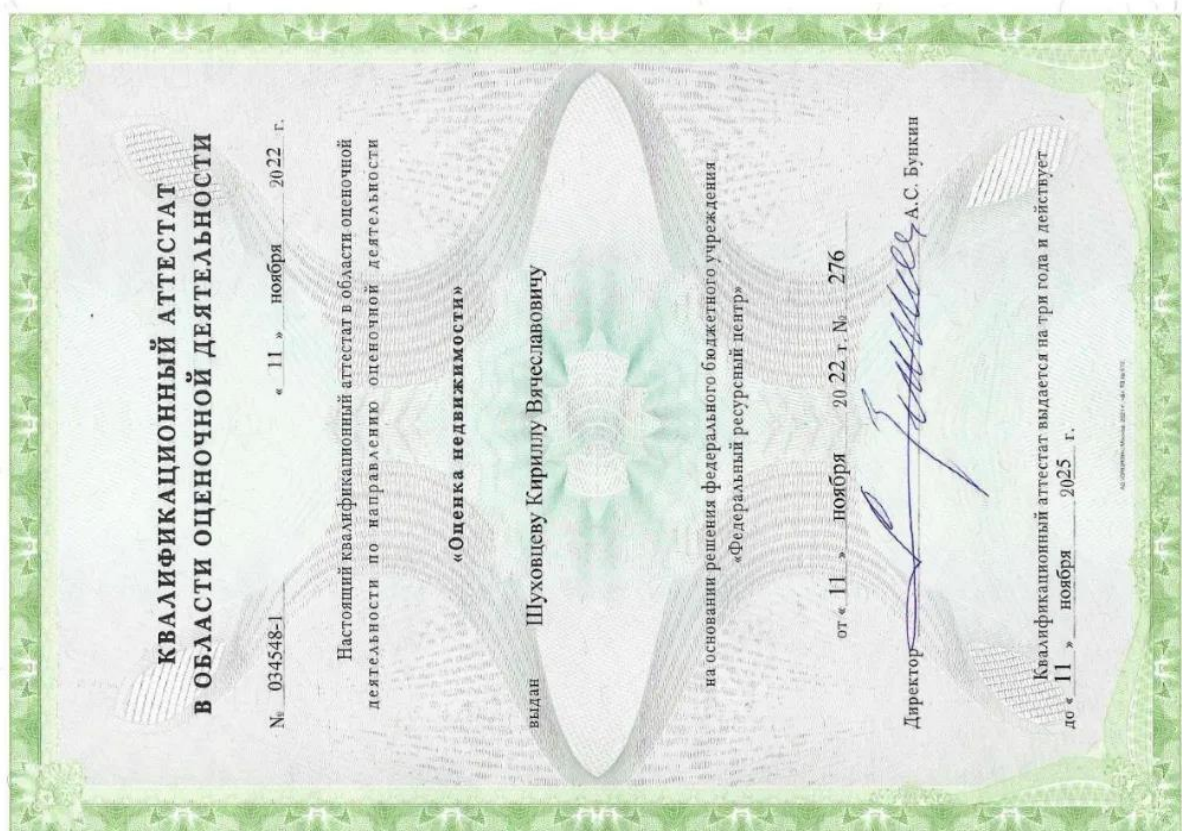 КВАЛИФИКАЦИОННЫЙ АТТЕСТАТ
В ОБЛАСТИ ОЦЕНОЧНОЙ ДЕЯТЕЛЬНОСТИ
№ 034548-1 « 11 » ноября 2022 г.
Настоящий квалификационный аттестат в области оценочной
деятельности по направлению оценочной деятельности
«Оценка недвижимости»
выдан Шуховцеву Кириллу Вячеславовичу
на основании решения федерального бюджетного учреждения
«Федеральный ресурсный центр»
от « 11 » ноября 2022 г. № 276
Директор А.С. Бункин
Квалификационный аттестат выдается на три года и действует
до « 11 » ноября 2025 г.